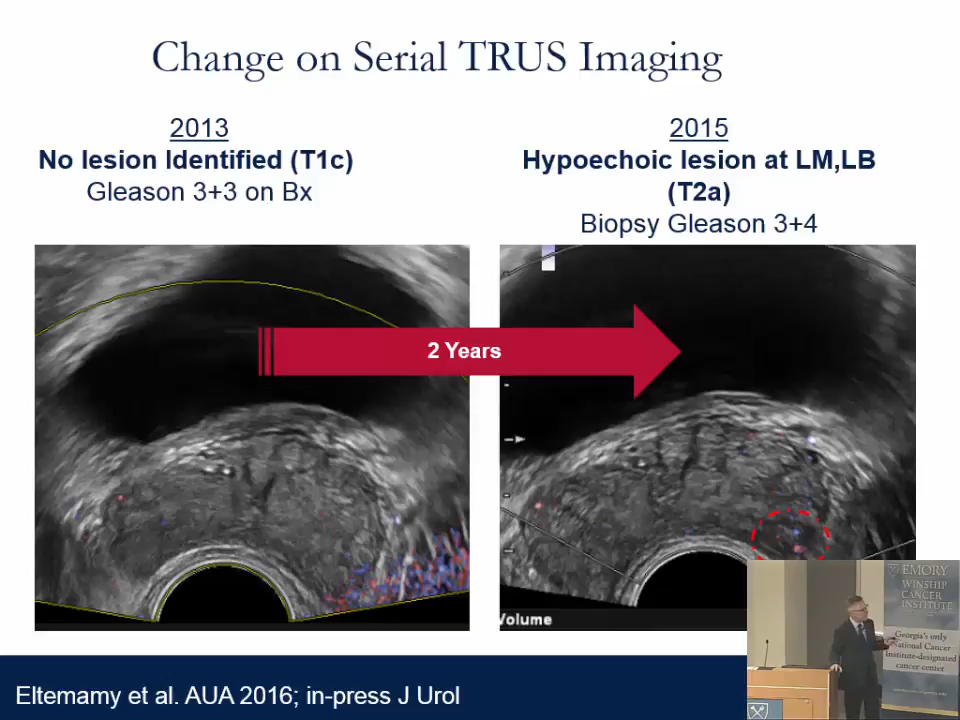 Change on Serial TRUS Imaging
2013
No lesion Identified (T1c)
Gleason 3+3 on Bx
2015
Hypoechoic lesion at LM,LB
(T2a)
Biopsy Gleason 3+4
2 Years
Volume
EMORY
WINSHIP
CANCER
INSTITUTE
Georgia's only
National Cancer
Institute-designated
cancer center
Eltemamy et al. AUA 2016; in-press J Urol